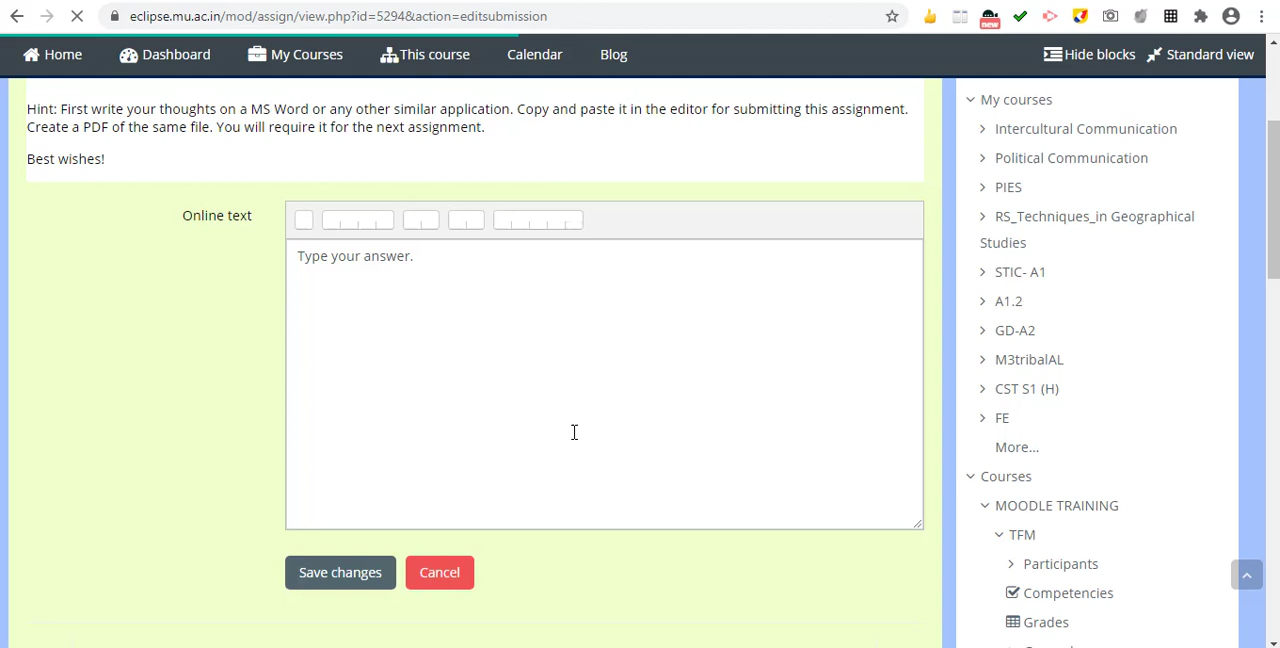 eclipse.mu.ac.in/mod/assign/view.php?id=5294&action=editsubmission
new
Home Dashboard My Courses This course Calendar Blog Hide blocks Standard view
Hint: First write your thoughts on a MS Word or any other similar application. Copy and paste it in the editor for submitting this assignment.
Create a PDF of the same file. You will require it for the next assignment.
Best wishes!
Online text
Type your answer.
Save changes Cancel
My courses
Intercultural Communication
Political Communication
PIES
RS_Techniques_in Geographical
Studies
STIC- A1
A1.2
GD-A2
M3tribalAL
CST S1 (H)
FE
More...
Courses
MOODLE TRAINING
TFM
Participants
Competencies
Grades